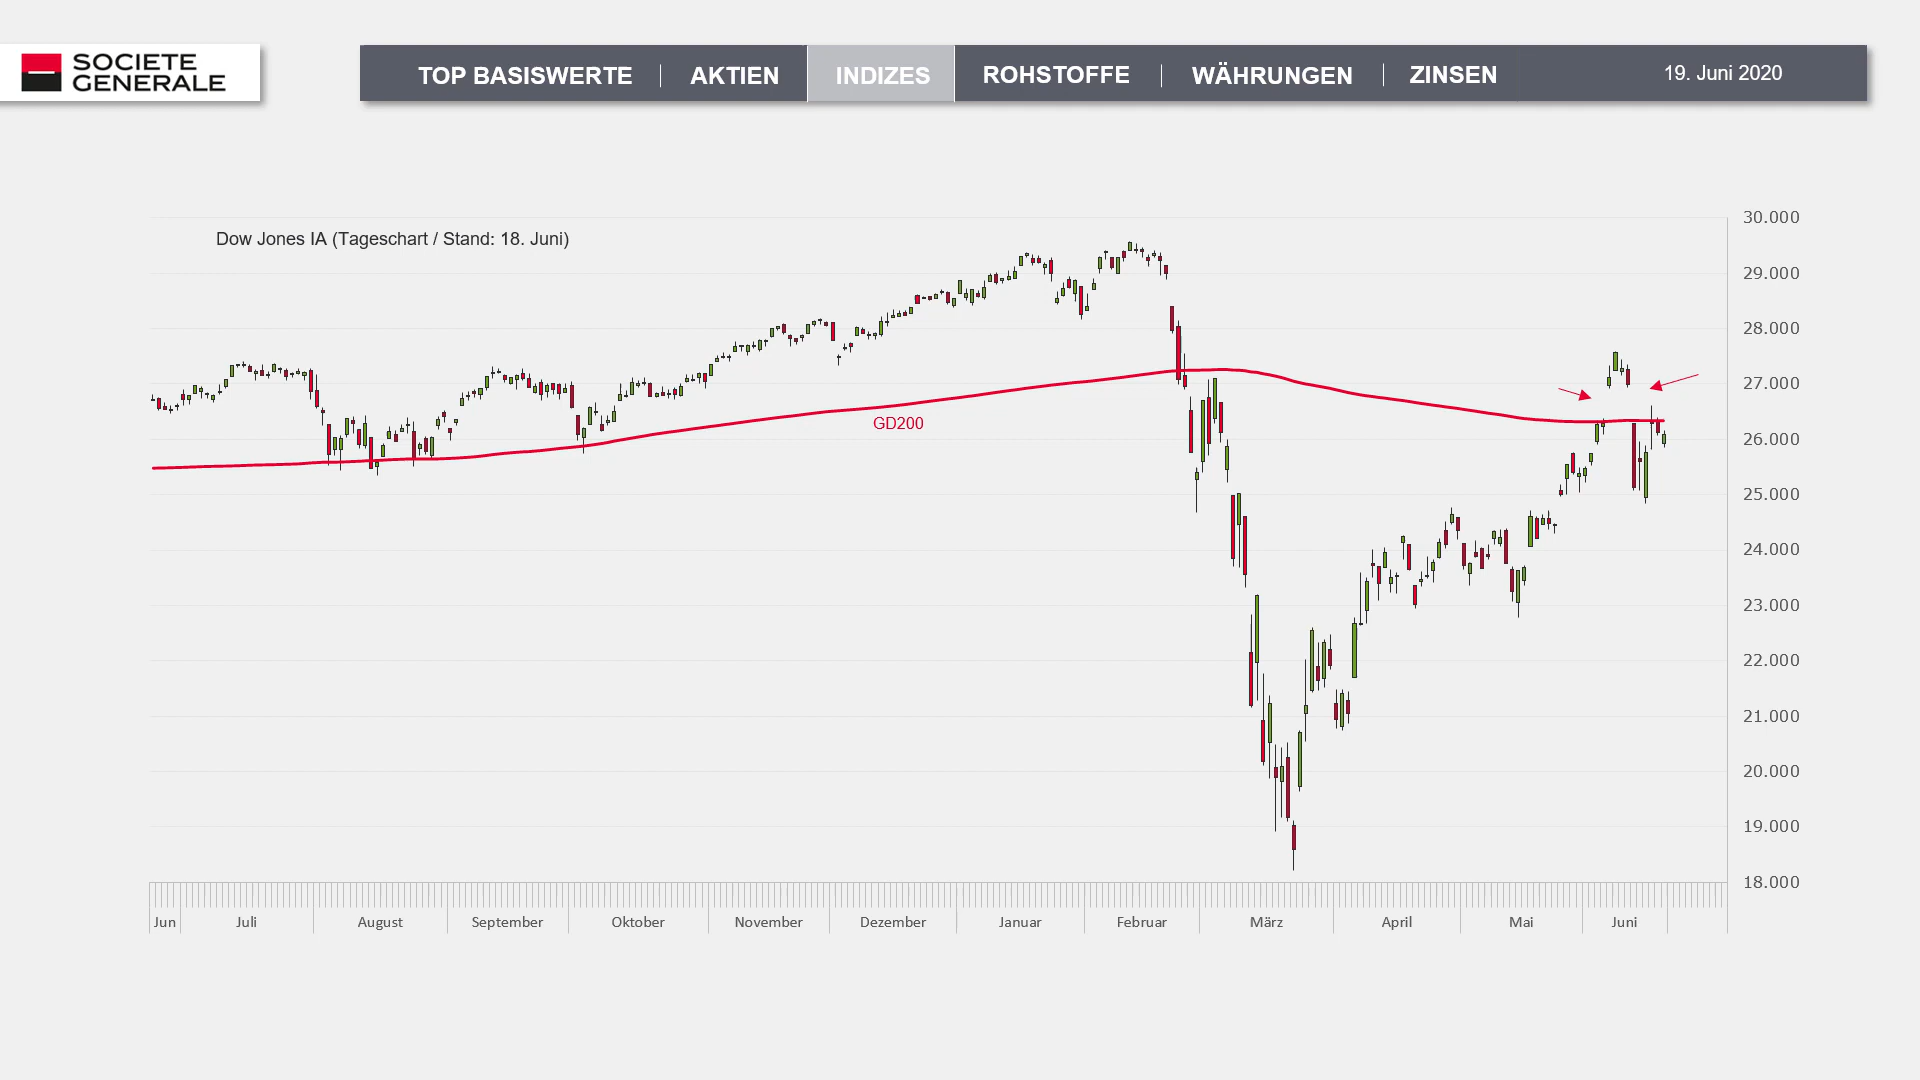 SOCIETE
GENERALE
TOP BASISWERTE
AKTIEN
INDIZES
ROHSTOFFE
WÄHRUNGEN
ZINSEN
19. Juni 2020
Dow Jones IA (Tageschart / Stand: 18. Juni)
30.000
29.000
28.000
27.000
26.000
25.000
24.000
23.000
22.000
21.000
20.000
19.000
18.000
GD200
Jun
Juli
August
September
Oktober
November
Dezember
Januar
Februar
März
April
Mai
Juni